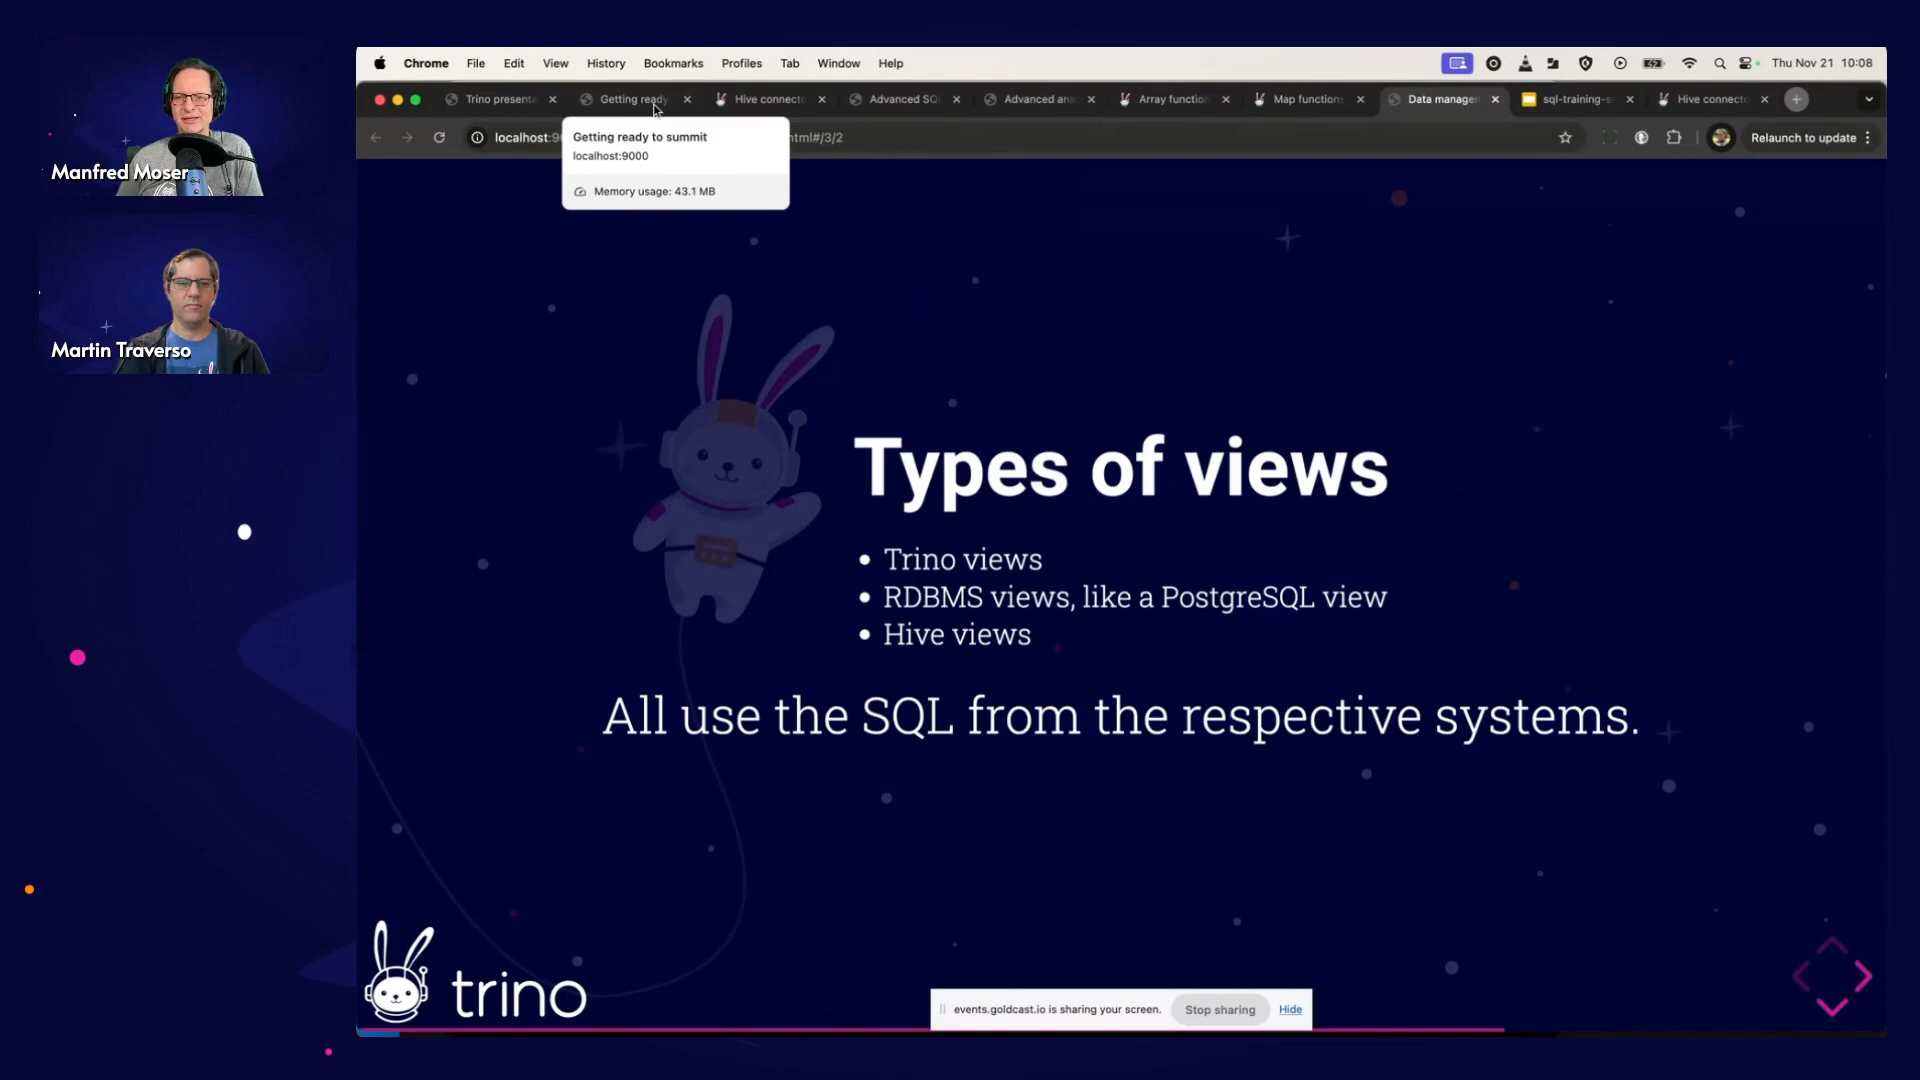 Manfred Moser
Martin Traverso
Chrome File Edit View History Bookmarks Profiles Tab Window Help
Thu Nov 21 10:08
Trino presenta
Getting ready
Hive connecto
Advanced SQ
Advanced ana
Array function
Map functions
Data manage
sql-training-s
Hive connecto
localhost:9
html#/3/2
Relaunch to update
Getting ready to summit
localhost:9000
Memory usage: 43.1 MB
Types of views
• Trino views
• RDBMS views, like a PostgreSQL view
• Hive views
All use the SQL from the respective systems.
trino
events.goldcast.io is sharing your screen.
Stop sharing
Hide